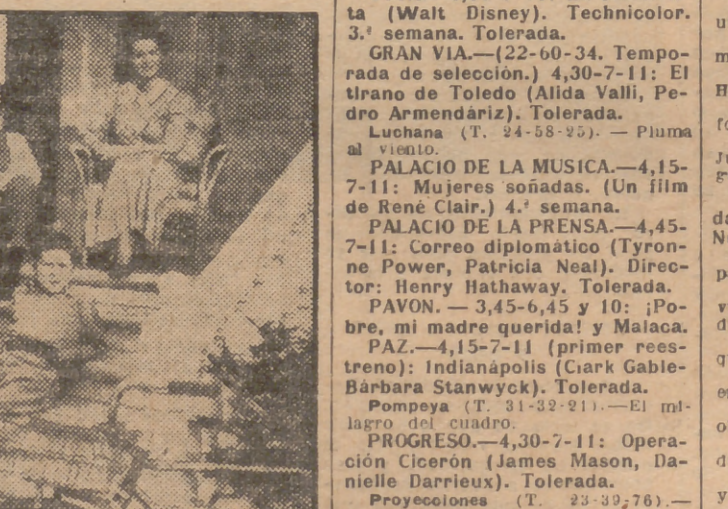 ta (Walt Disney). Technicolor.
3.ª semana. Tolerada.
GRAN VIA.—(22-60-34. Tempo-
rada de selección.) 4,30-7-11: El
tirano de Toledo (Alida Valli, Pe-
dro Armendáriz). Tolerada.
Luchana (T. 24-58-25). — Pluma
al viento.
PALACIO DE LA MUSICA.—4,15-
7-11: Mujeres soñadas. (Un film
de René Clair.) 4.ª semana.
PALACIO DE LA PRENSA.—4,45-
7-11: Correo diplomático (Tyron-
ne Power, Patricia Neal). Direc-
tor: Henry Hathaway. Tolerada.
PAVON. — 3,45-6,45 y 10: ¡Po-
bre, mi madre querida! y Malaca.
PAZ.—4,15-7-11 (primer rees-
treno): Indianápolis (Clark Gable-
Bárbara Stanwyck). Tolerada.
Pompeya (T. 31-32-21).—El mi-
lagro del cuadro.
PROGRESO.—4,30-7-11: Opera-
ción Cicerón (James Mason, Da-
nielle Darrieux). Tolerada.
Proyecciones (T. 23-39-76).—